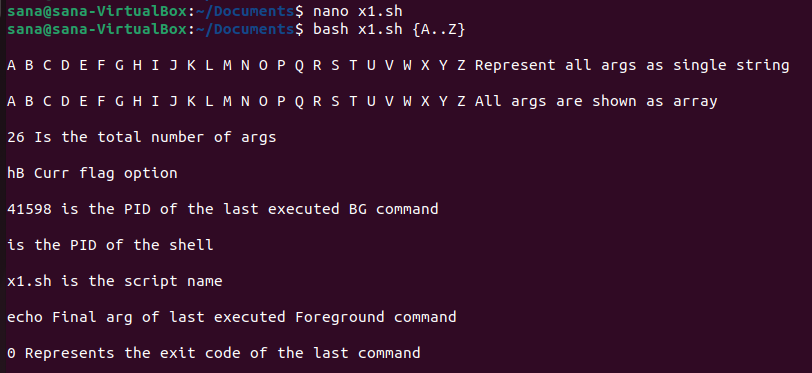 sana@sana-VirtualBox:~/Documents$ nano x1.sh
sana@sana-VirtualBox:~/Documents$ bash x1.sh {A..Z}
A B C D E F G H I J K L M N O P Q R S T U V W X Y Z Represent all args as single string
A B C D E F G H I J K L M N O P Q R S T U V W X Y Z All args are shown as array
26 Is the total number of args
hB Curr flag option
41598 is the PID of the last executed BG command
is the PID of the shell
x1.sh is the script name
echo Final arg of last executed Foreground command
0 Represents the exit code of the last command